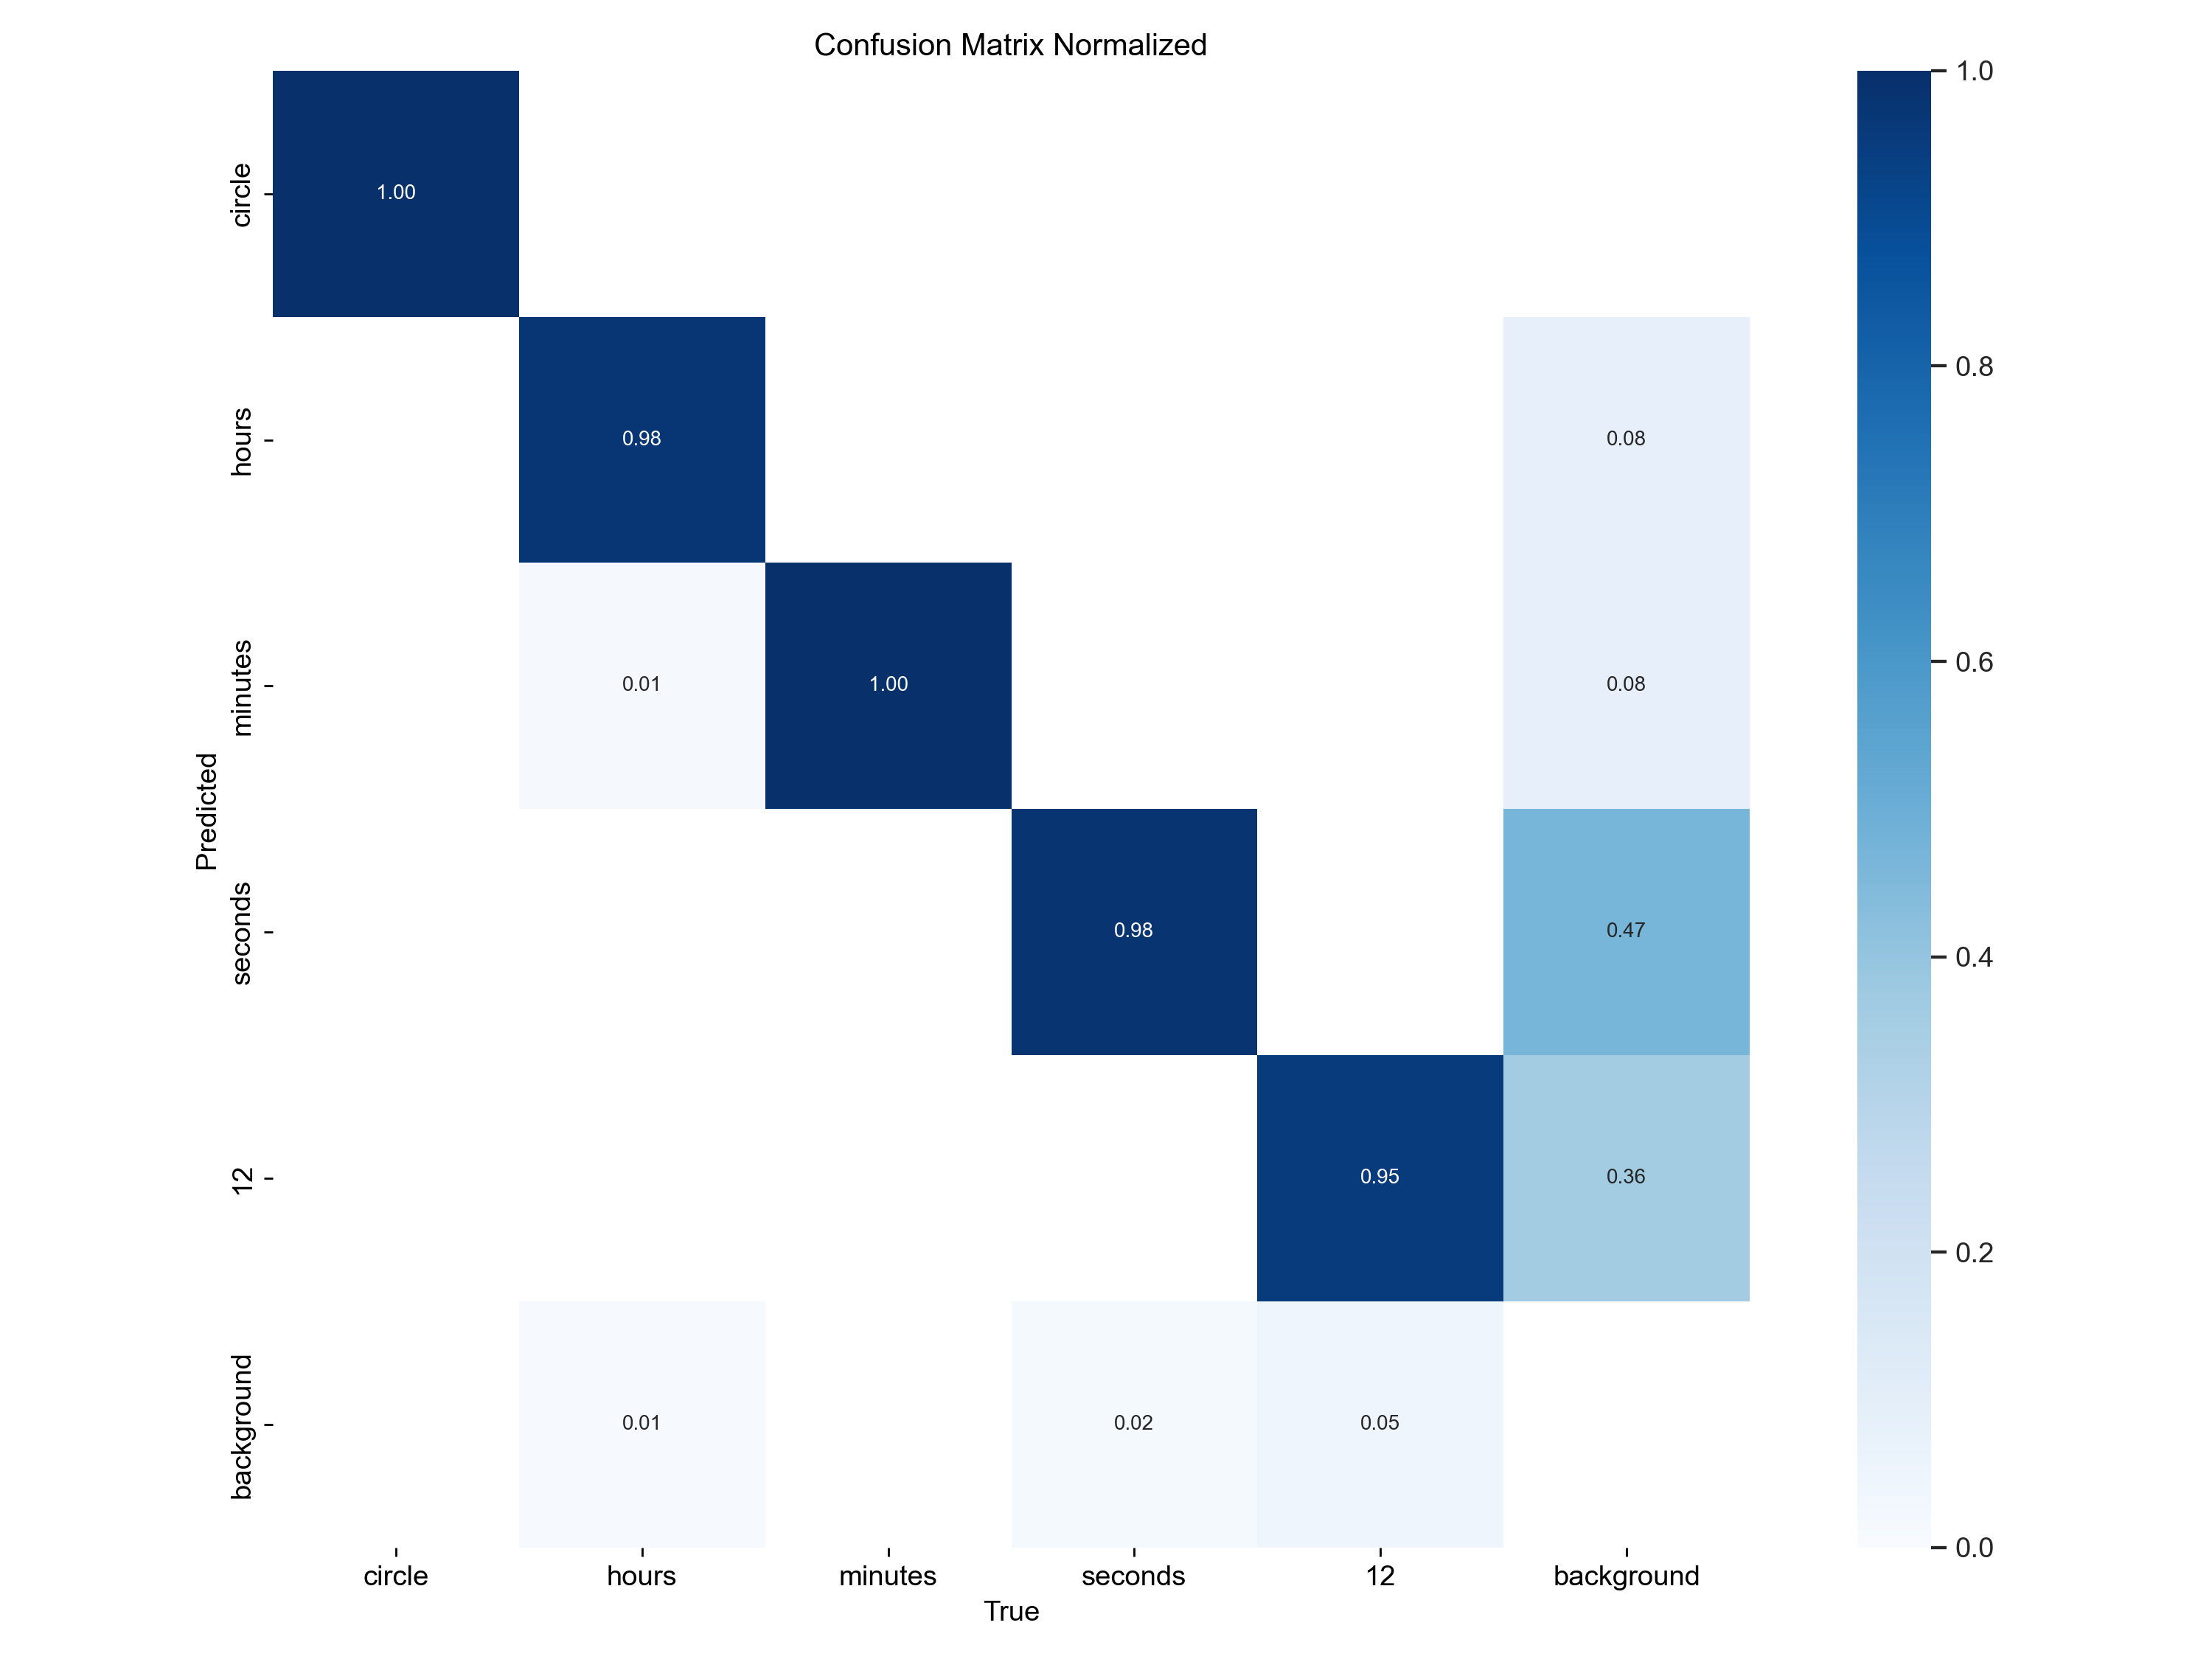 Confusion Matrix Normalized
1.0
circle
1.00
0.8
hours
0.98
0.08
0.6
minutes
0.01
1.00
0.08
Predicted
seconds
0.98
0.47
0.4
12
0.95
0.36
0.2
background
0.01
0.02
0.05
0.0
circle
hours
minutes
seconds
12
background
True